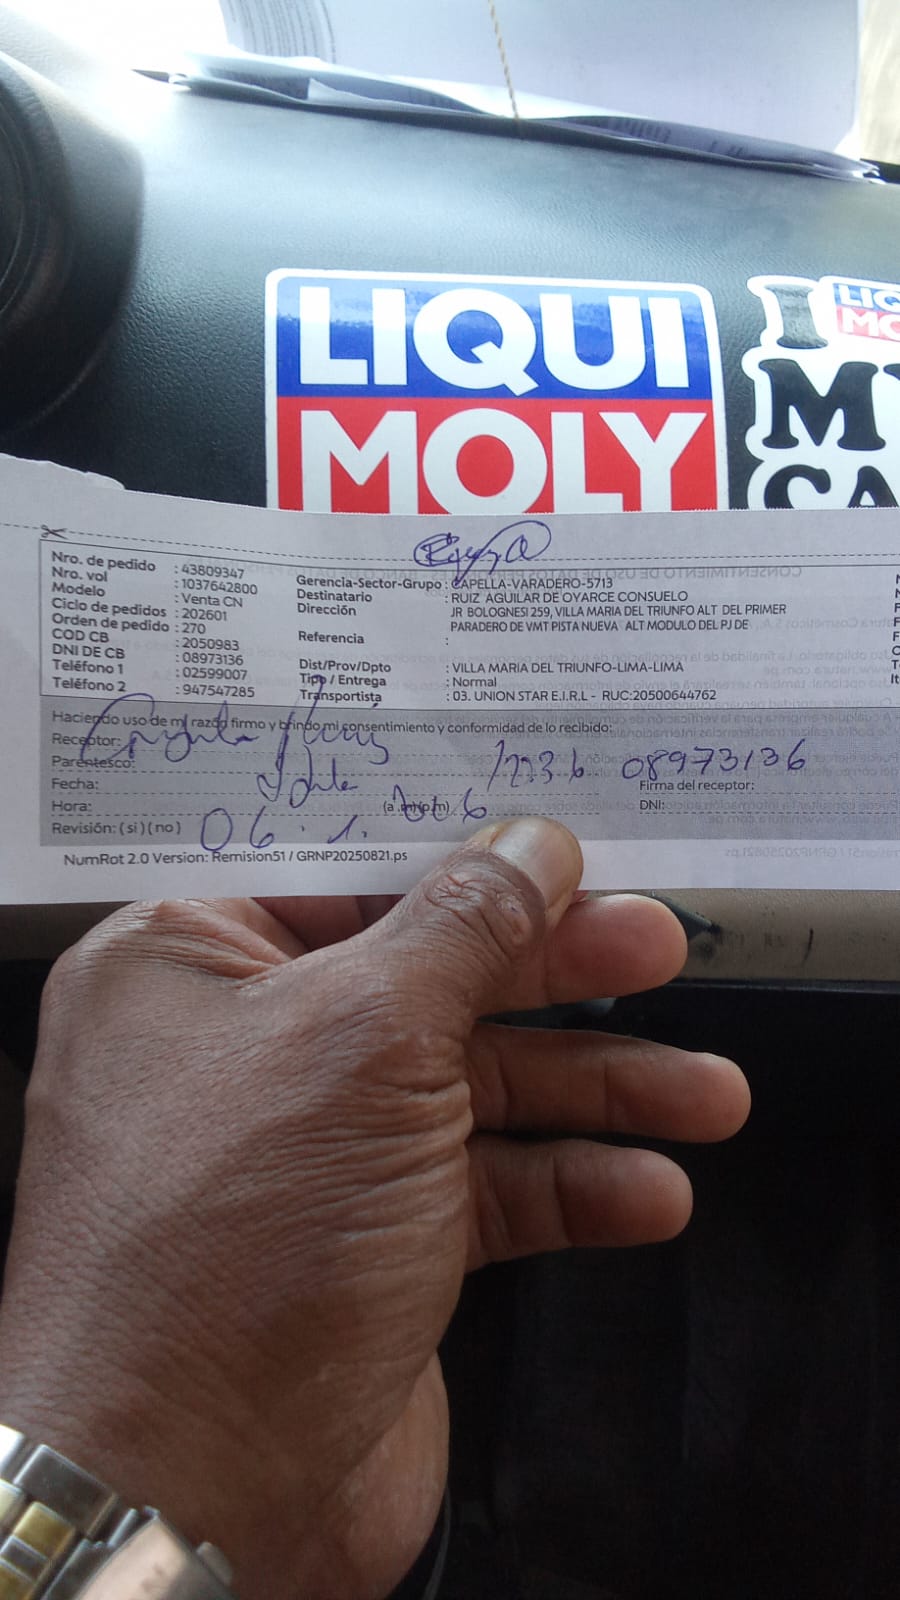 LIQUI
MOLY
I
LIQ
MO
MY
CA
Nro. de pedido : 43809347
Nro. vol : 1037642800
Modelo : Venta CN
Ciclo de pedidos : 202601
Orden de pedido : 270
COD CB : 2050983
DNI DE CB : 08973136
Teléfono 1 : 02599007
Teléfono 2 : 947547285
Gerencia-Sector-Grupo : CAPELLA-VARADERO-5713
Destinatario : RUIZ AGUILAR DE OYARCE CONSUELO
Dirección JR BOLOGNESI 259, VILLA MARIA DEL TRIUNFO ALT DEL PRIMER
PARADERO DE VMT PISTA NUEVA ALT MODULO DEL PJ DE
Referencia :
Dist/Prov/Dpto : VILLA MARIA DEL TRIUNFO-LIMA-LIMA
Tipo / Entrega : Normal
Transportista : 03. UNION STAR E.I.R.L - RUC:20500644762
Haciendo uso de mi razón firmo y brindo mi consentimiento y conformidad de lo recibido:
Receptor:
Parentesco:
08973136
Fecha:
Firma del receptor:
Hora: (a.m)(p.m)
DNI:
Revisión: (si) (no) 06. 1.
NumRot 2.0 Version: Remision51 / GRNP20250821.ps